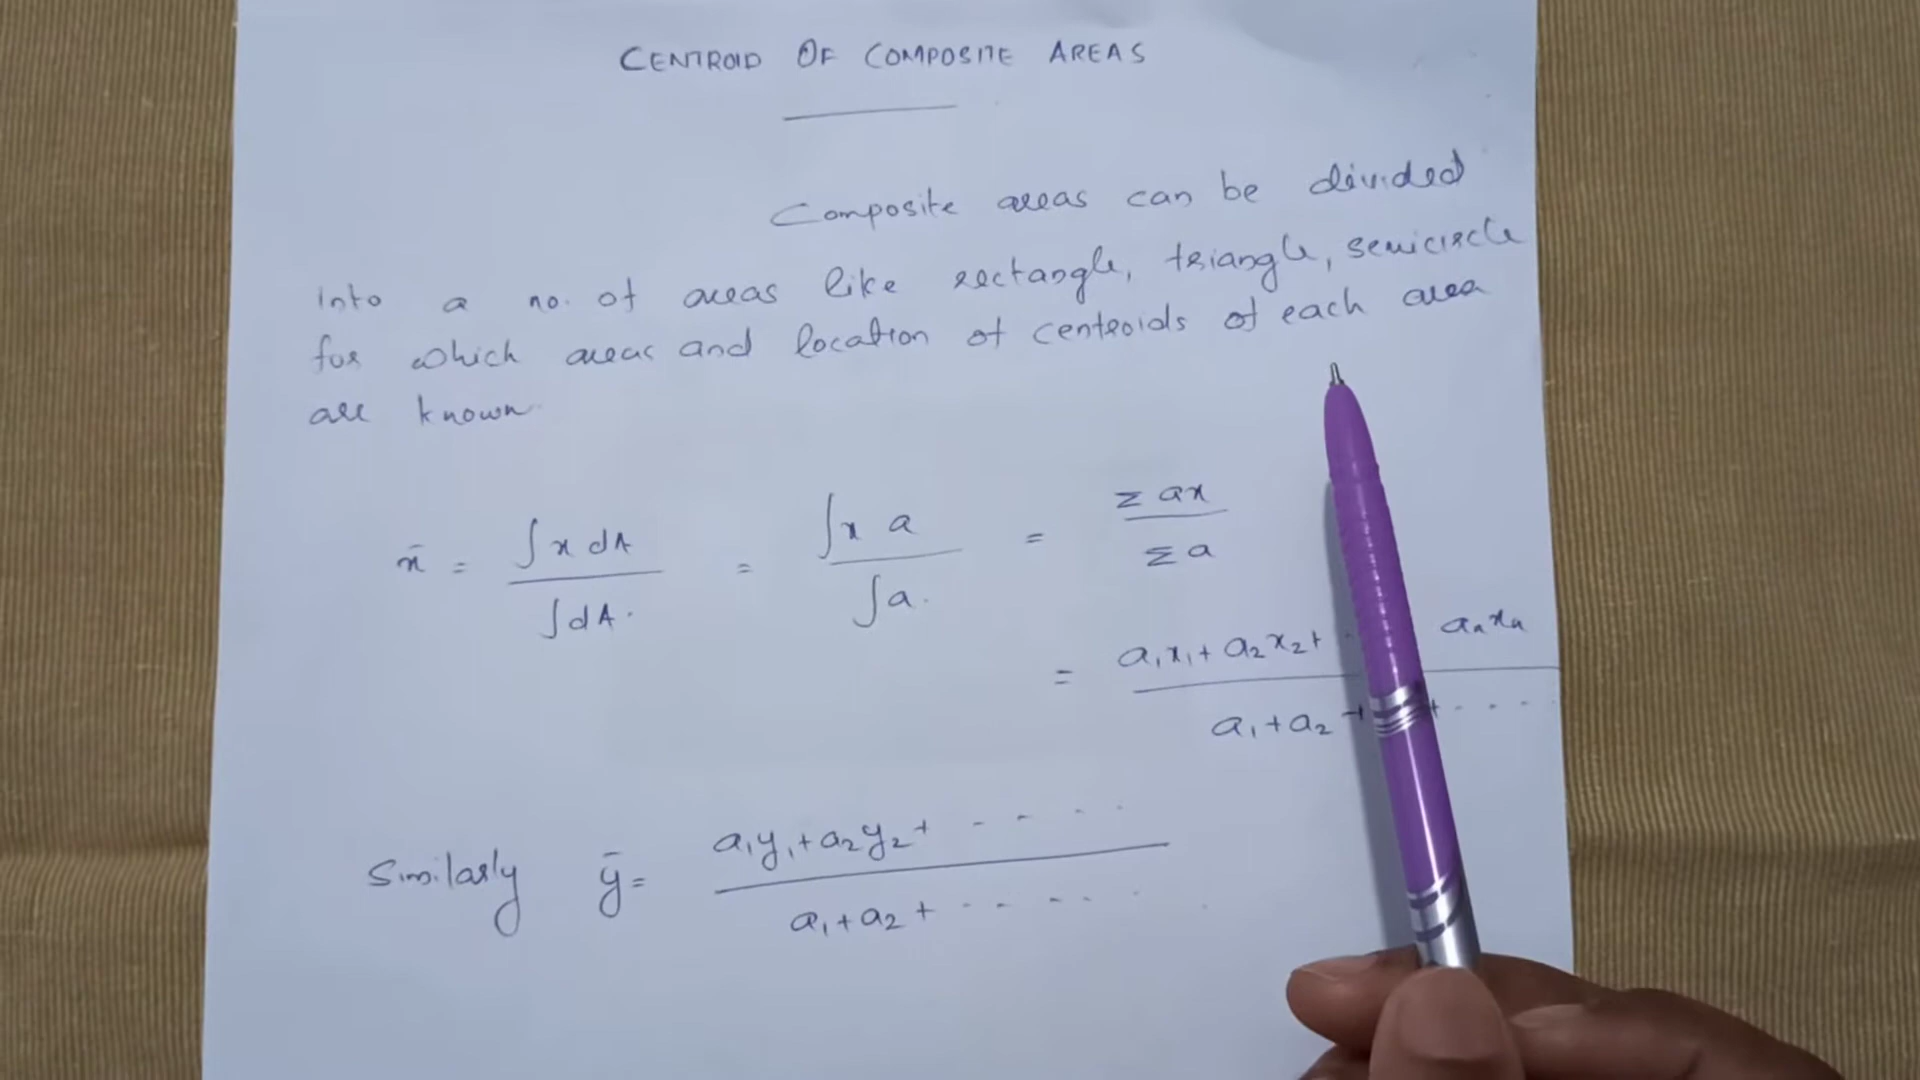 CENTROID OF COMPOSITE AREAS
Composite areas can be divided
into a no. of areas like rectangle, triangle, semicircle
for which areas and location of centroids of each area
are known.
x̄ = ∫x dA / ∫dA. = ∫x a / ∫a. = Σ ax / Σ a
= a₁x₁ + a₂x₂ + aₙxₙ / a₁ + a₂ + + - - - -
Similarly ȳ = a₁y₁ + a₂y₂ + - - - - / a₁ + a₂ + - - - - -